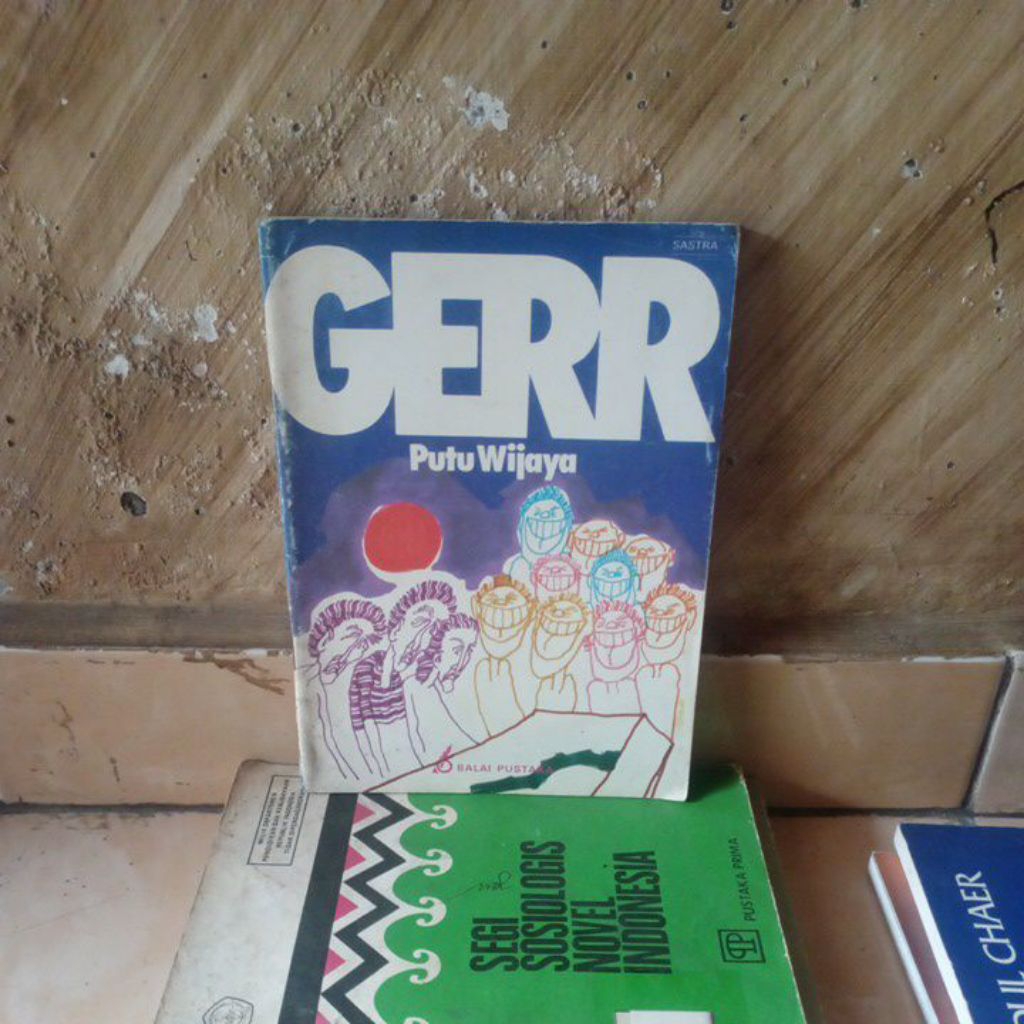 SASTRA
GERR
Putu Wijaya
BALAI PUSTAKA
SEGI
SOSIOLOGIS
NOVEL
INDONESIA
PUSTAKA PRIMA
CHAER